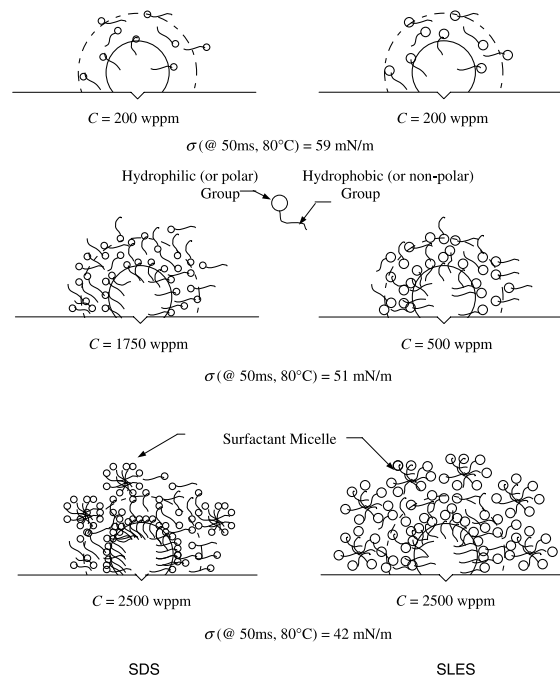 C = 200 wppm C = 200 wppm
σ(@ 50ms, 80°C) = 59 mN/m
Hydrophilic (or polar) Group Hydrophobic (or non-polar) Group
C = 1750 wppm C = 500 wppm
σ(@ 50ms, 80°C) = 51 mN/m
Surfactant Micelle
C = 2500 wppm C = 2500 wppm
σ(@ 50ms, 80°C) = 42 mN/m
SDS SLES